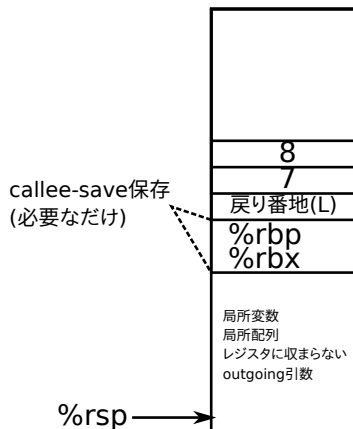 8
7
戻り番地(L)
callee-save保存
(必要なだけ)
%rbp
%rbx
局所変数
局所配列
レジスタに収まらない
outgoing引数
%rsp